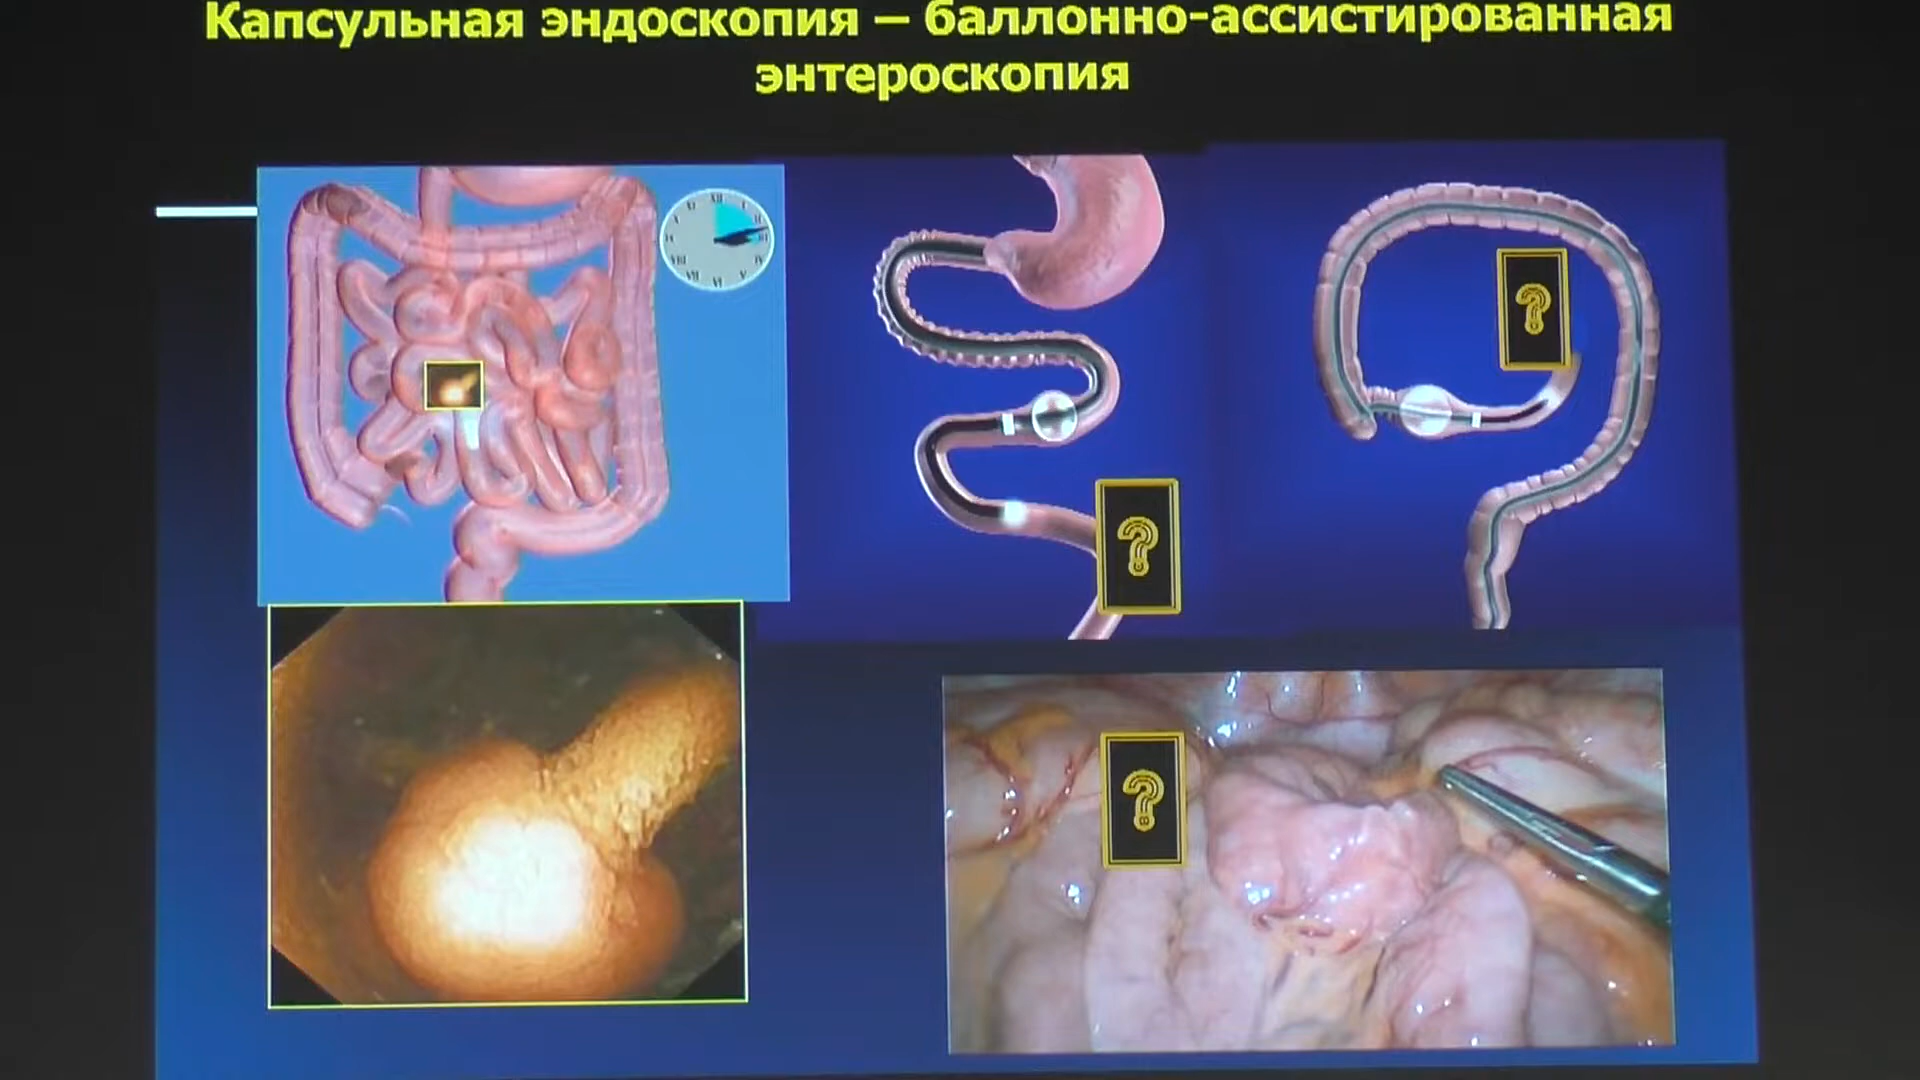 Капсульная эндоскопия – баллонно-ассистированная
энтероскопия
?
?
?